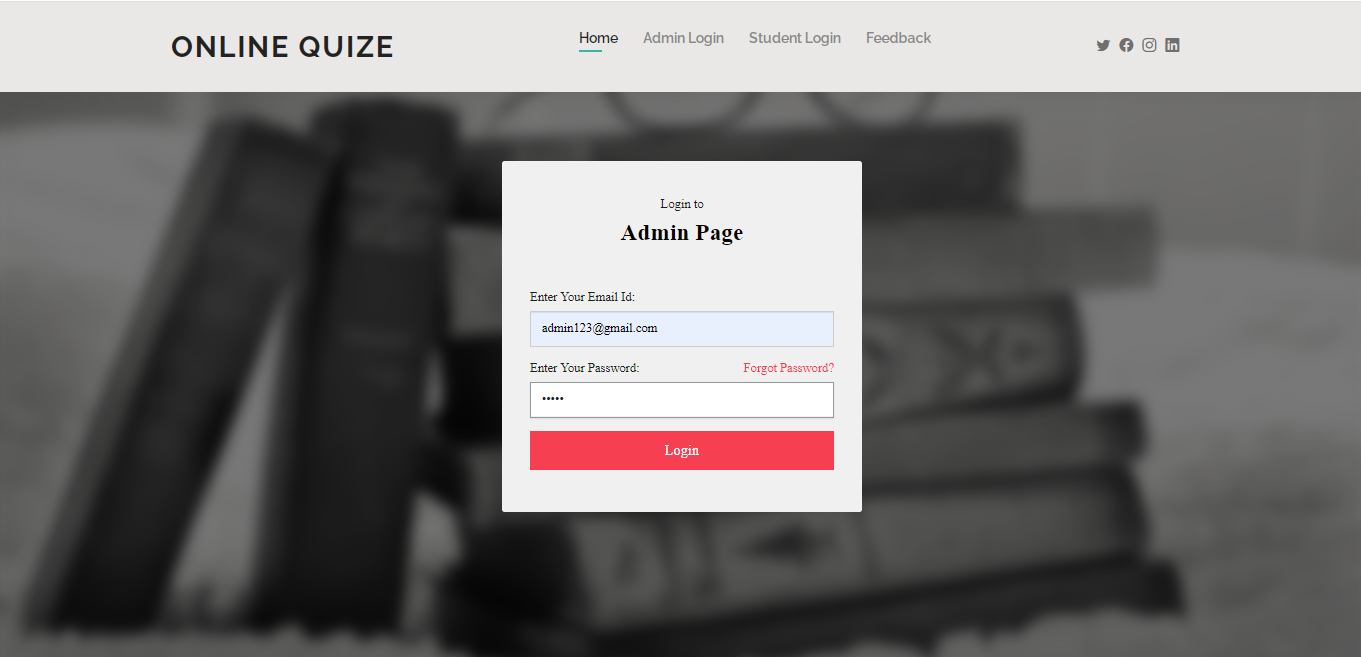 ONLINE QUIZE
Home Admin Login Student Login Feedback
Login to
Admin Page
Enter Your Email Id:
admin123@gmail.com
Enter Your Password: Forgot Password?
•••••
Login